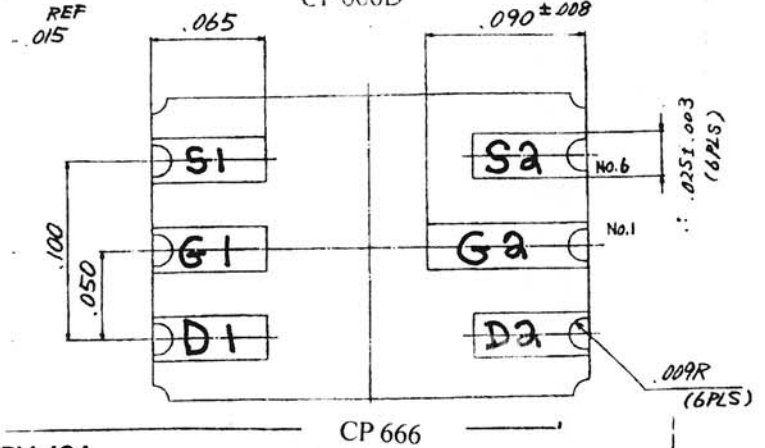 REF
.015
.065
.090 ±.008
S1
S2
No.6
.025±.003
(6PLS)
.100
.050
G1
G2
No.1
D1
D2
.009R
(6PLS)
CP 666